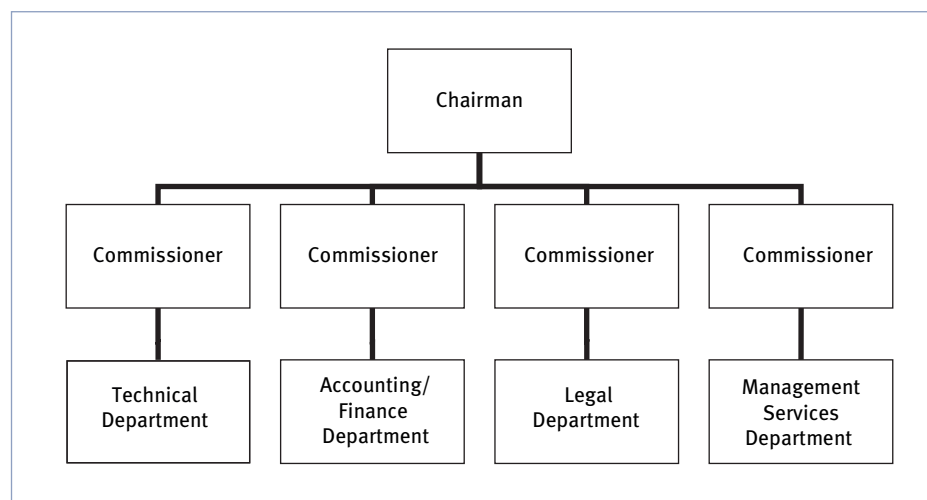 Chairman
Commissioner
Commissioner
Commissioner
Commissioner
Technical
Department
Accounting/
Finance
Department
Legal
Department
Management
Services
Department